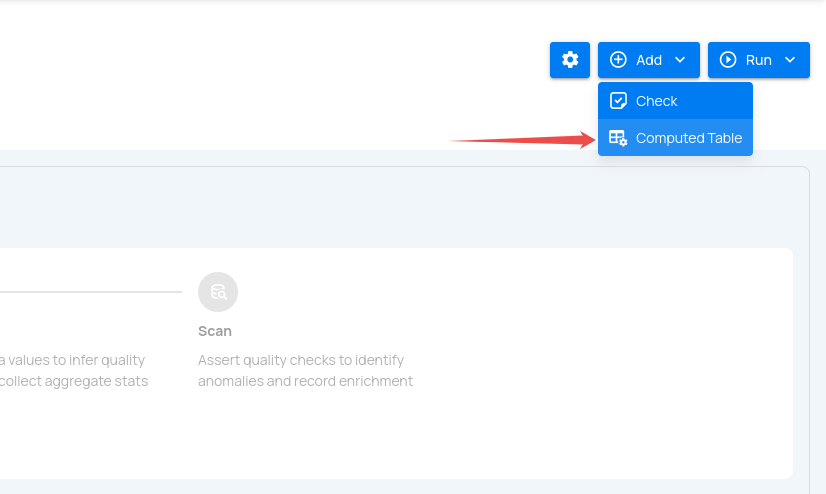 Add
Run
Check
Computed Table
Scan
a values to infer quality
collect aggregate stats
Assert quality checks to identify
anomalies and record enrichment